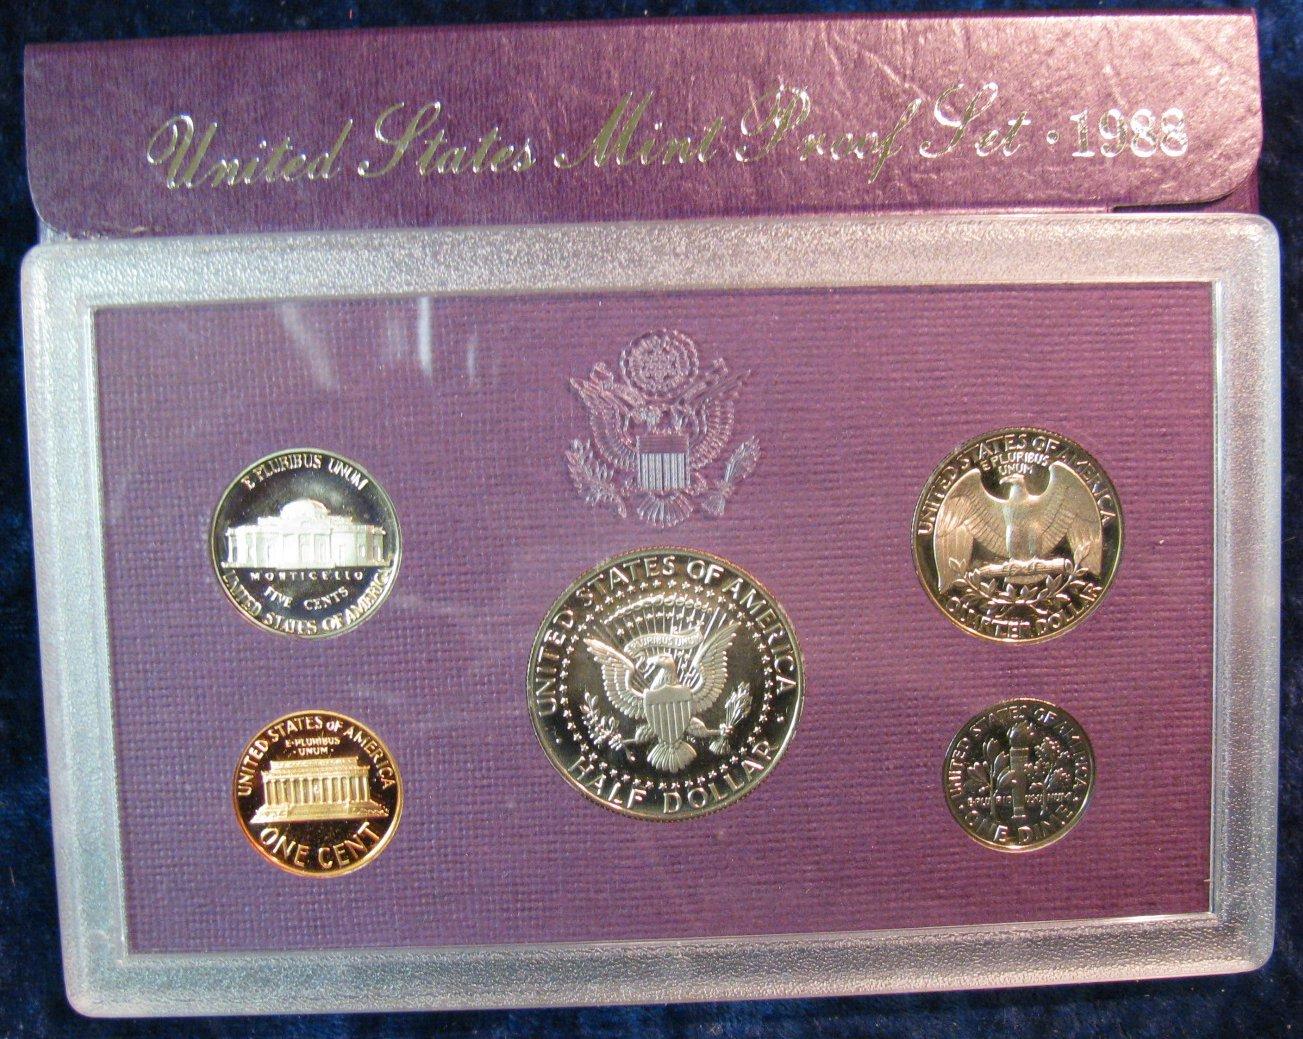 United States Mint Proof Set · 1988
E PLURIBUS UNUM
MONTICELLO
FIVE CENTS
UNITED STATES OF AMERICA
UNITED STATES OF AMERICA
E PLURIBUS
UNUM
QUARTER DOLLAR
UNITED STATES OF AMERICA
E PLURIBUS UNUM
HALF DOLLAR
UNITED STATES OF AMERICA
E·PLURIBUS
·UNUM·
ONE CENT
UNITED STATES OF AMERICA
ONE DIME